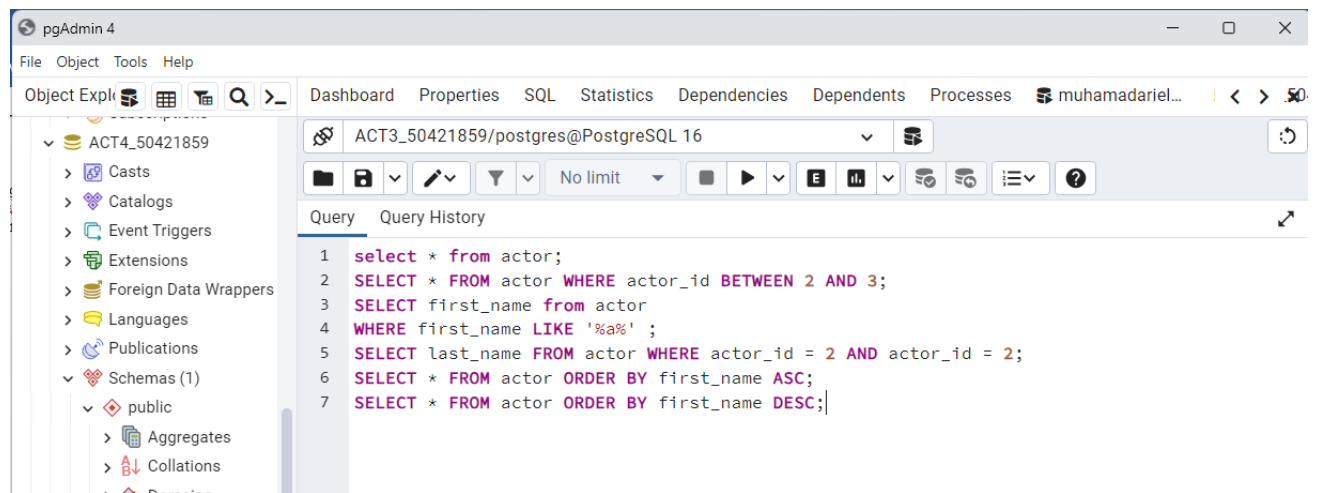 pgAdmin 4
File Object Tools Help
Object Expl
Dashboard Properties SQL Statistics Dependencies Dependents Processes muhamadariel...
ACT4_50421859
Casts
Catalogs
Event Triggers
Extensions
Foreign Data Wrappers
Languages
Publications
Schemas (1)
public
Aggregates
Collations
ACT3_50421859/postgres@PostgreSQL 16
No limit
E
Query Query History
1 select * from actor;
2 SELECT * FROM actor WHERE actor_id BETWEEN 2 AND 3;
3 SELECT first_name from actor
4 WHERE first_name LIKE '%a%' ;
5 SELECT last_name FROM actor WHERE actor_id = 2 AND actor_id = 2;
6 SELECT * FROM actor ORDER BY first_name ASC;
7 SELECT * FROM actor ORDER BY first_name DESC;